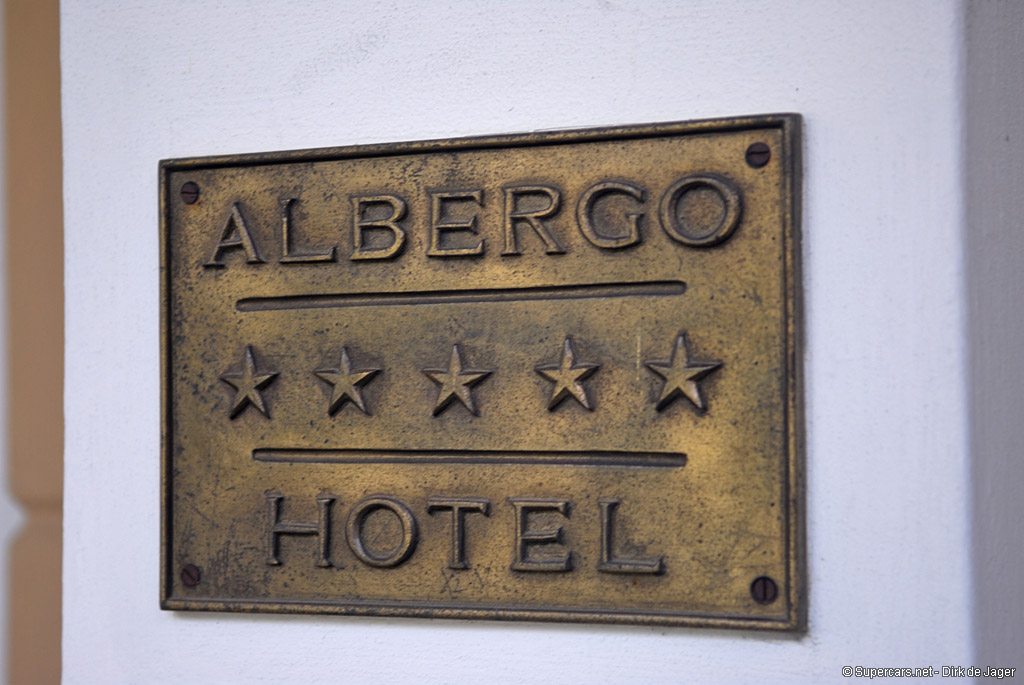 ALBERGO
HOTEL
© Supercars.net - Dirk de Jager